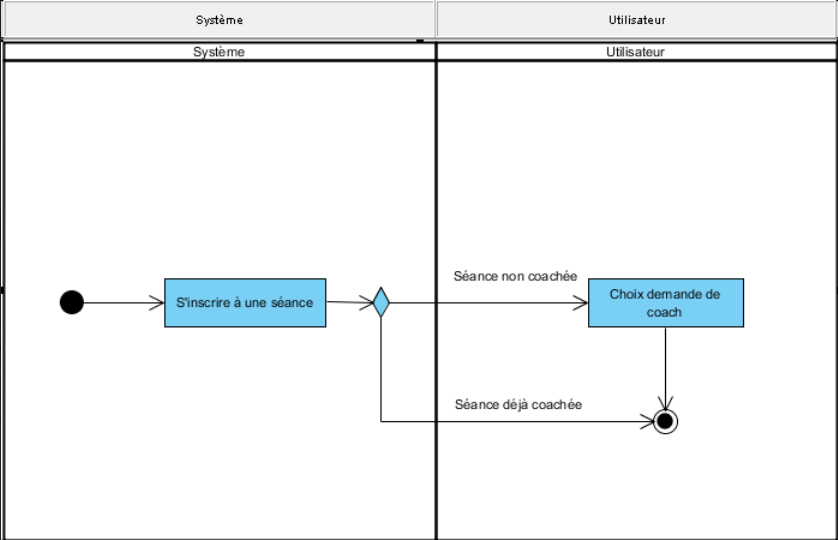 Système
Utilisateur
Système
Utilisateur
Séance non coachée
S'inscrire à une séance
Choix demande de
coach
Séance déjà coachée